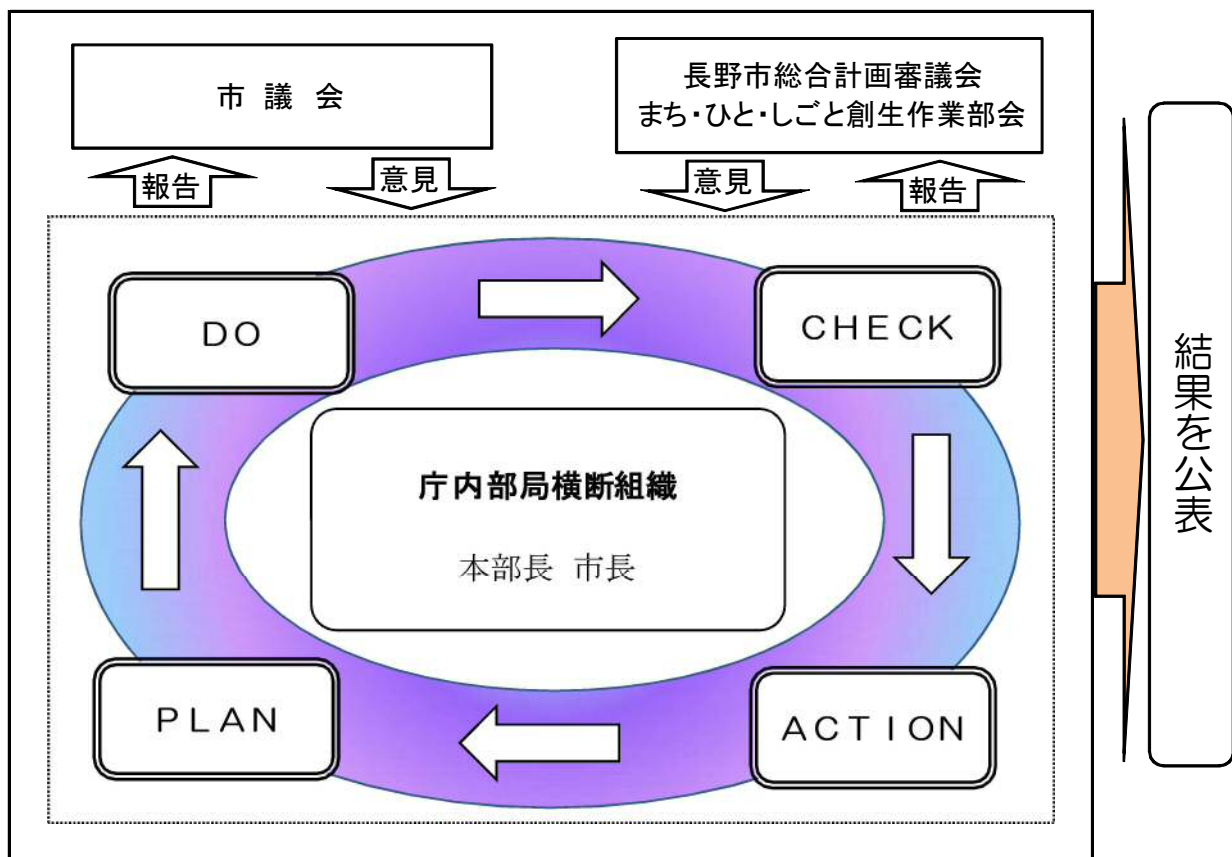 市 議 会
長野市総合計画審議会
まち・ひと・しごと創生作業部会
報告
意見
意見
報告
ＤＯ
ＣＨＥＣＫ
庁内部局横断組織
本部長 市長
ＰＬＡＮ
ＡＣＴＩＯＮ
結果を公表